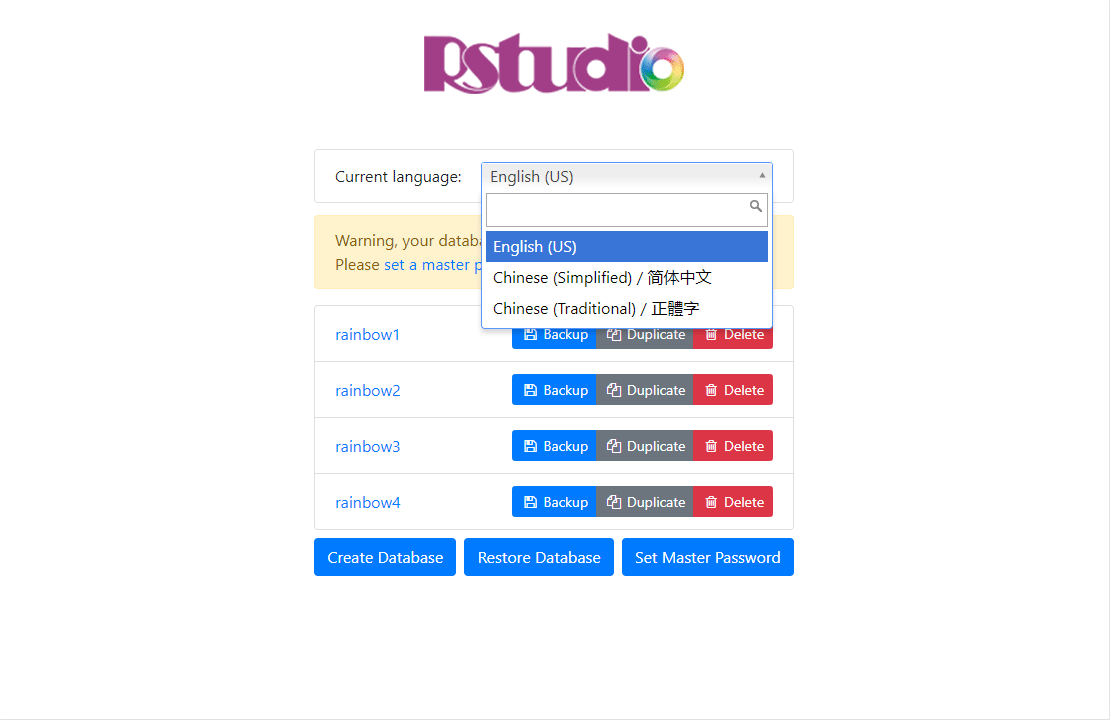 Rstudio
Current language: English (US)
English (US)
Chinese (Simplified) / 简体中文
Chinese (Traditional) / 正體字
Warning, your databa
Please set a master p
rainbow1 Backup Duplicate Delete
rainbow2 Backup Duplicate Delete
rainbow3 Backup Duplicate Delete
rainbow4 Backup Duplicate Delete
Create Database Restore Database Set Master Password